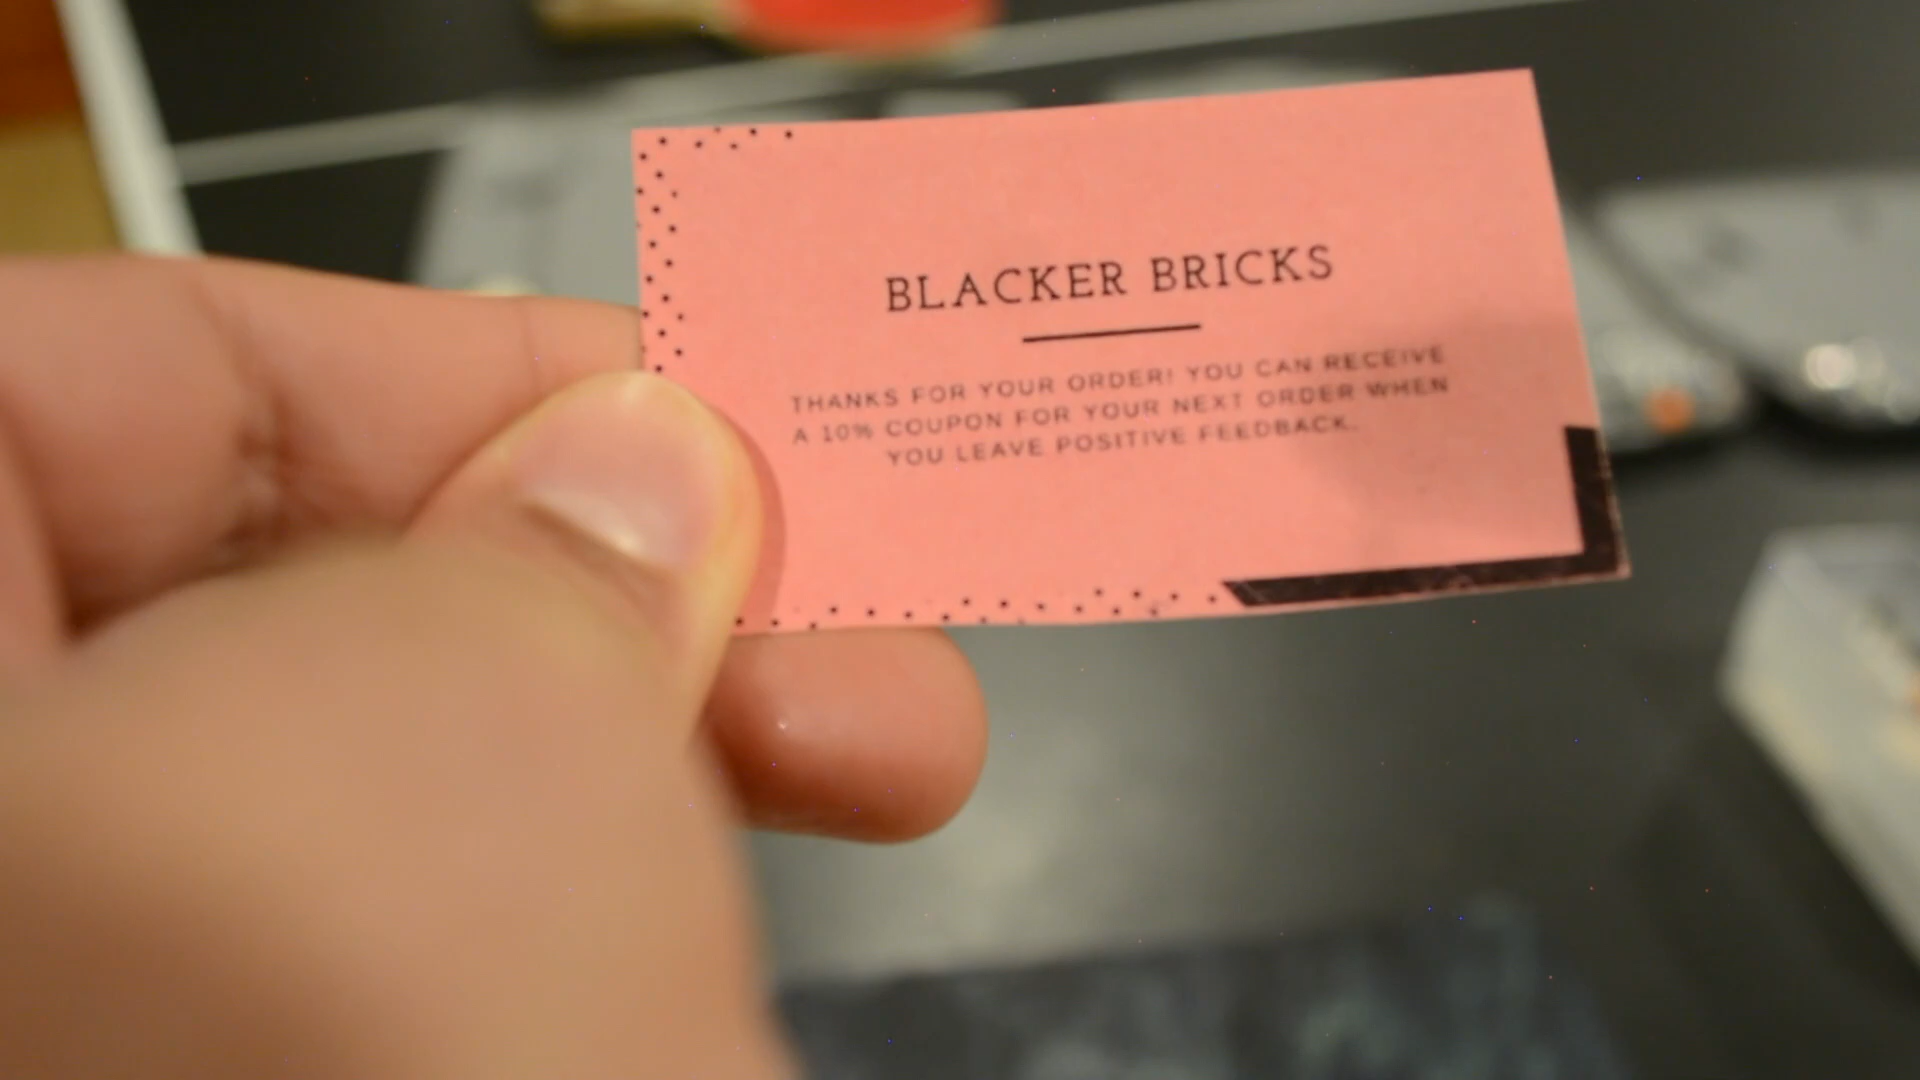 BLACKER BRICKS
THANKS FOR YOUR ORDER! YOU CAN RECEIVE
A 10% COUPON FOR YOUR NEXT ORDER WHEN
YOU LEAVE POSITIVE FEEDBACK.